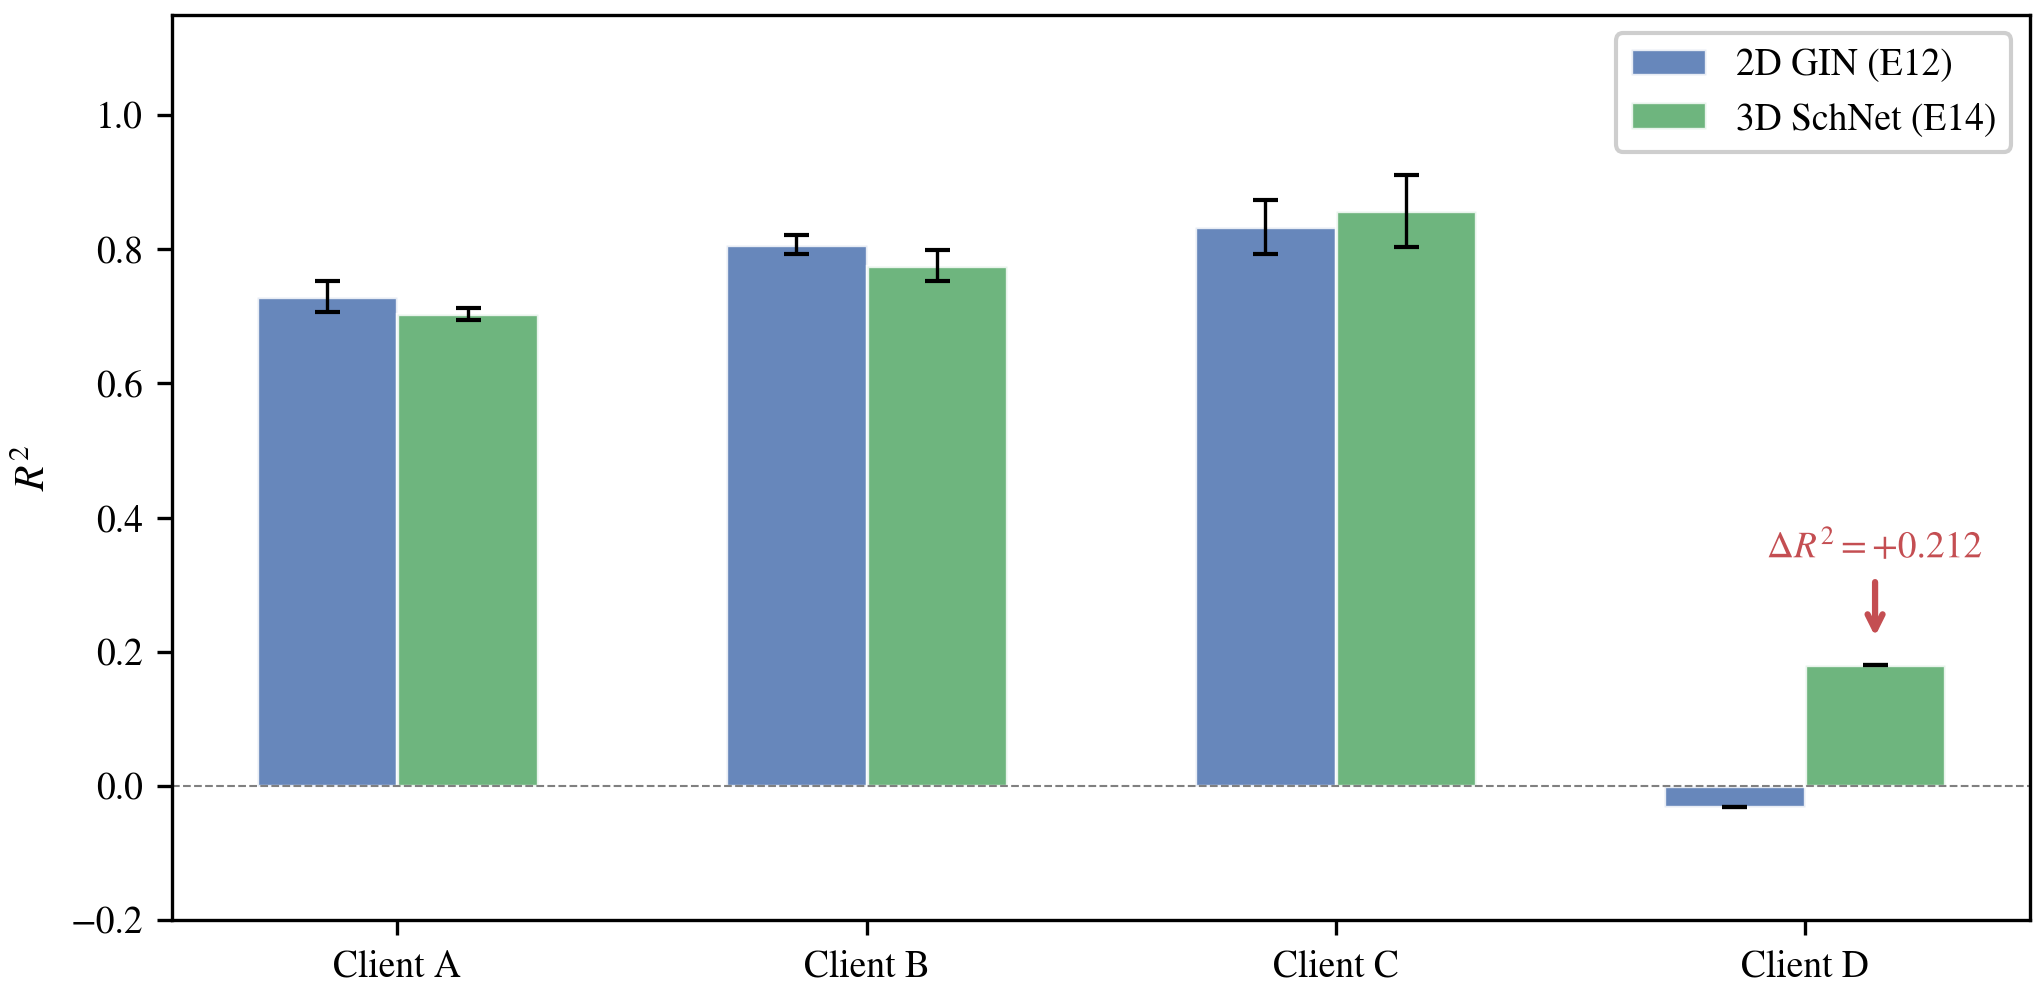 2D GIN (E12)
3D SchNet (E14)
1.0
0.8
0.6
0.4
0.2
0.0
−0.2
R²
ΔR² = +0.212
Client A
Client B
Client C
Client D